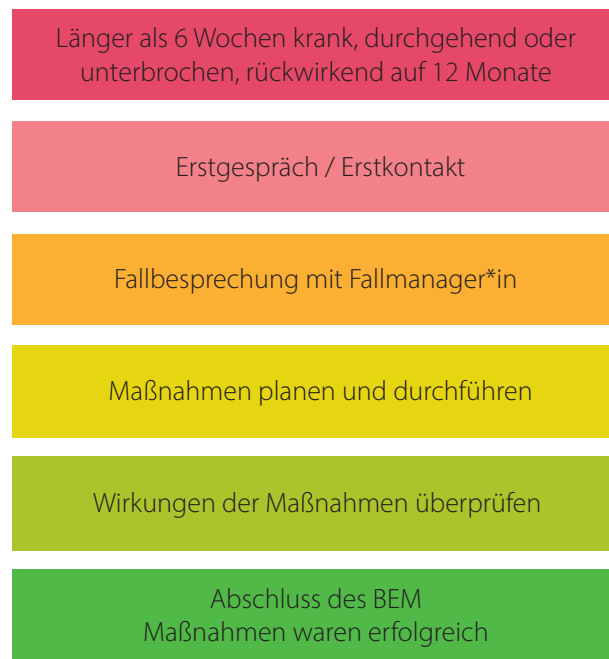 Länger als 6 Wochen krank, durchgehend oder
unterbrochen, rückwirkend auf 12 Monate
Erstgespräch / Erstkontakt
Fallbesprechung mit Fallmanager*in
Maßnahmen planen und durchführen
Wirkungen der Maßnahmen überprüfen
Abschluss des BEM
Maßnahmen waren erfolgreich